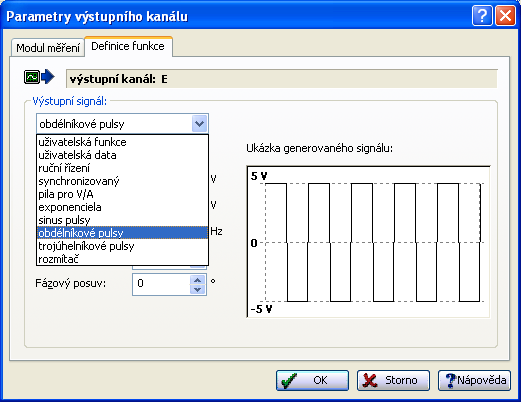 Parametry výstupního kanálu
Modul měření
Definice funkce
výstupní kanál: E
Výstupní signál:
obdélníkové pulsy
uživatelská funkce
uživatelská data
ruční řízení
synchronizovaný
pila pro V/A
exponenciela
sinus pulsy
obdélníkové pulsy
trojúhelníkové pulsy
rozmítač
V
V
Hz
Fázový posuv:
0
°
Ukázka generovaného signálu:
5 V
0
-5 V
OK
Storno
?Nápověda